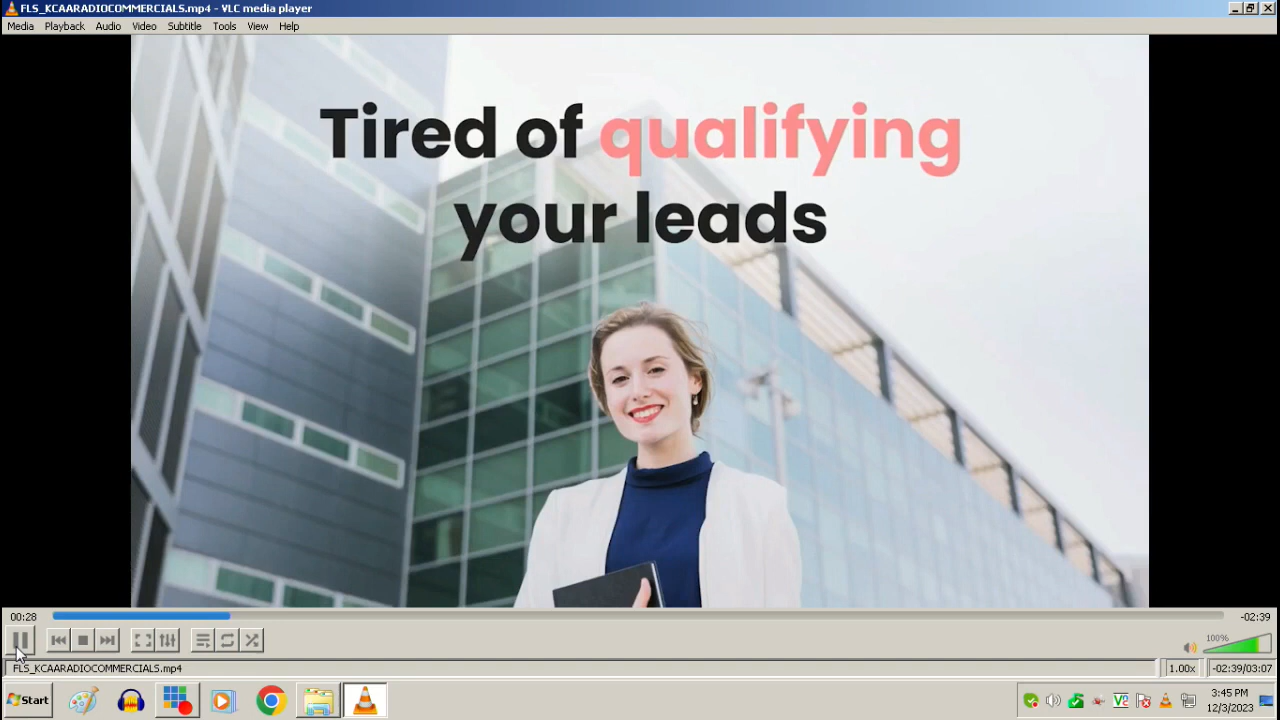 FLS_KCAARADIOCOMMERCIALS.mp4 - VLC media player
Media Playback Audio Video Subtitle Tools View Help
Tired of qualifying
your leads
00:28 -02:39
100%
FLS_KCAARADIOCOMMERCIALS.mp4 1.00x -02:39/03:07
Start 3:45 PM
12/3/2023